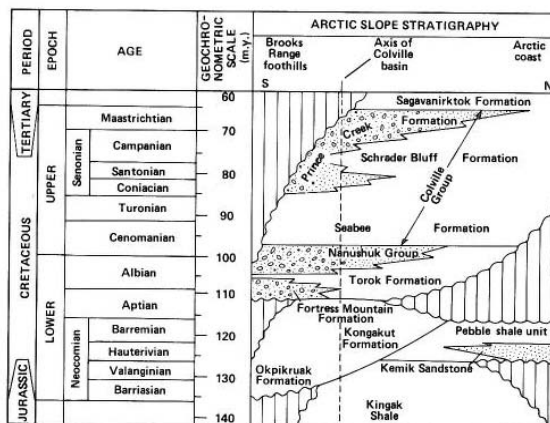 ARCTIC SLOPE STRATIGRAPHY
PERIOD
EPOCH
AGE
GEOCHRO-
NOMETRIC
SCALE
(m.y.)
Brooks
Range
foothills
Axis of
Colville
basin
Arctic
coast
S
N
TERTIARY
CRETACEOUS
JURASSIC
UPPER
LOWER
Senonian
Neocomian
Maastrichtian
Campanian
Santonian
Coniacian
Turonian
Cenomanian
Albian
Aptian
Barremian
Hauterivian
Valanginian
Barriasian
60
70
80
90
100
110
120
130
140
Sagavanirktok Formation
Prince Creek Formation
Schrader Bluff Formation
Colville
Group
Seabee Formation
Nanushuk Group
Torok Formation
Fortress Mountain
Formation
Kongakut
Formation
Pebble shale unit
Okpikruak
Formation
Kemik Sandstone
Kingak
Shale